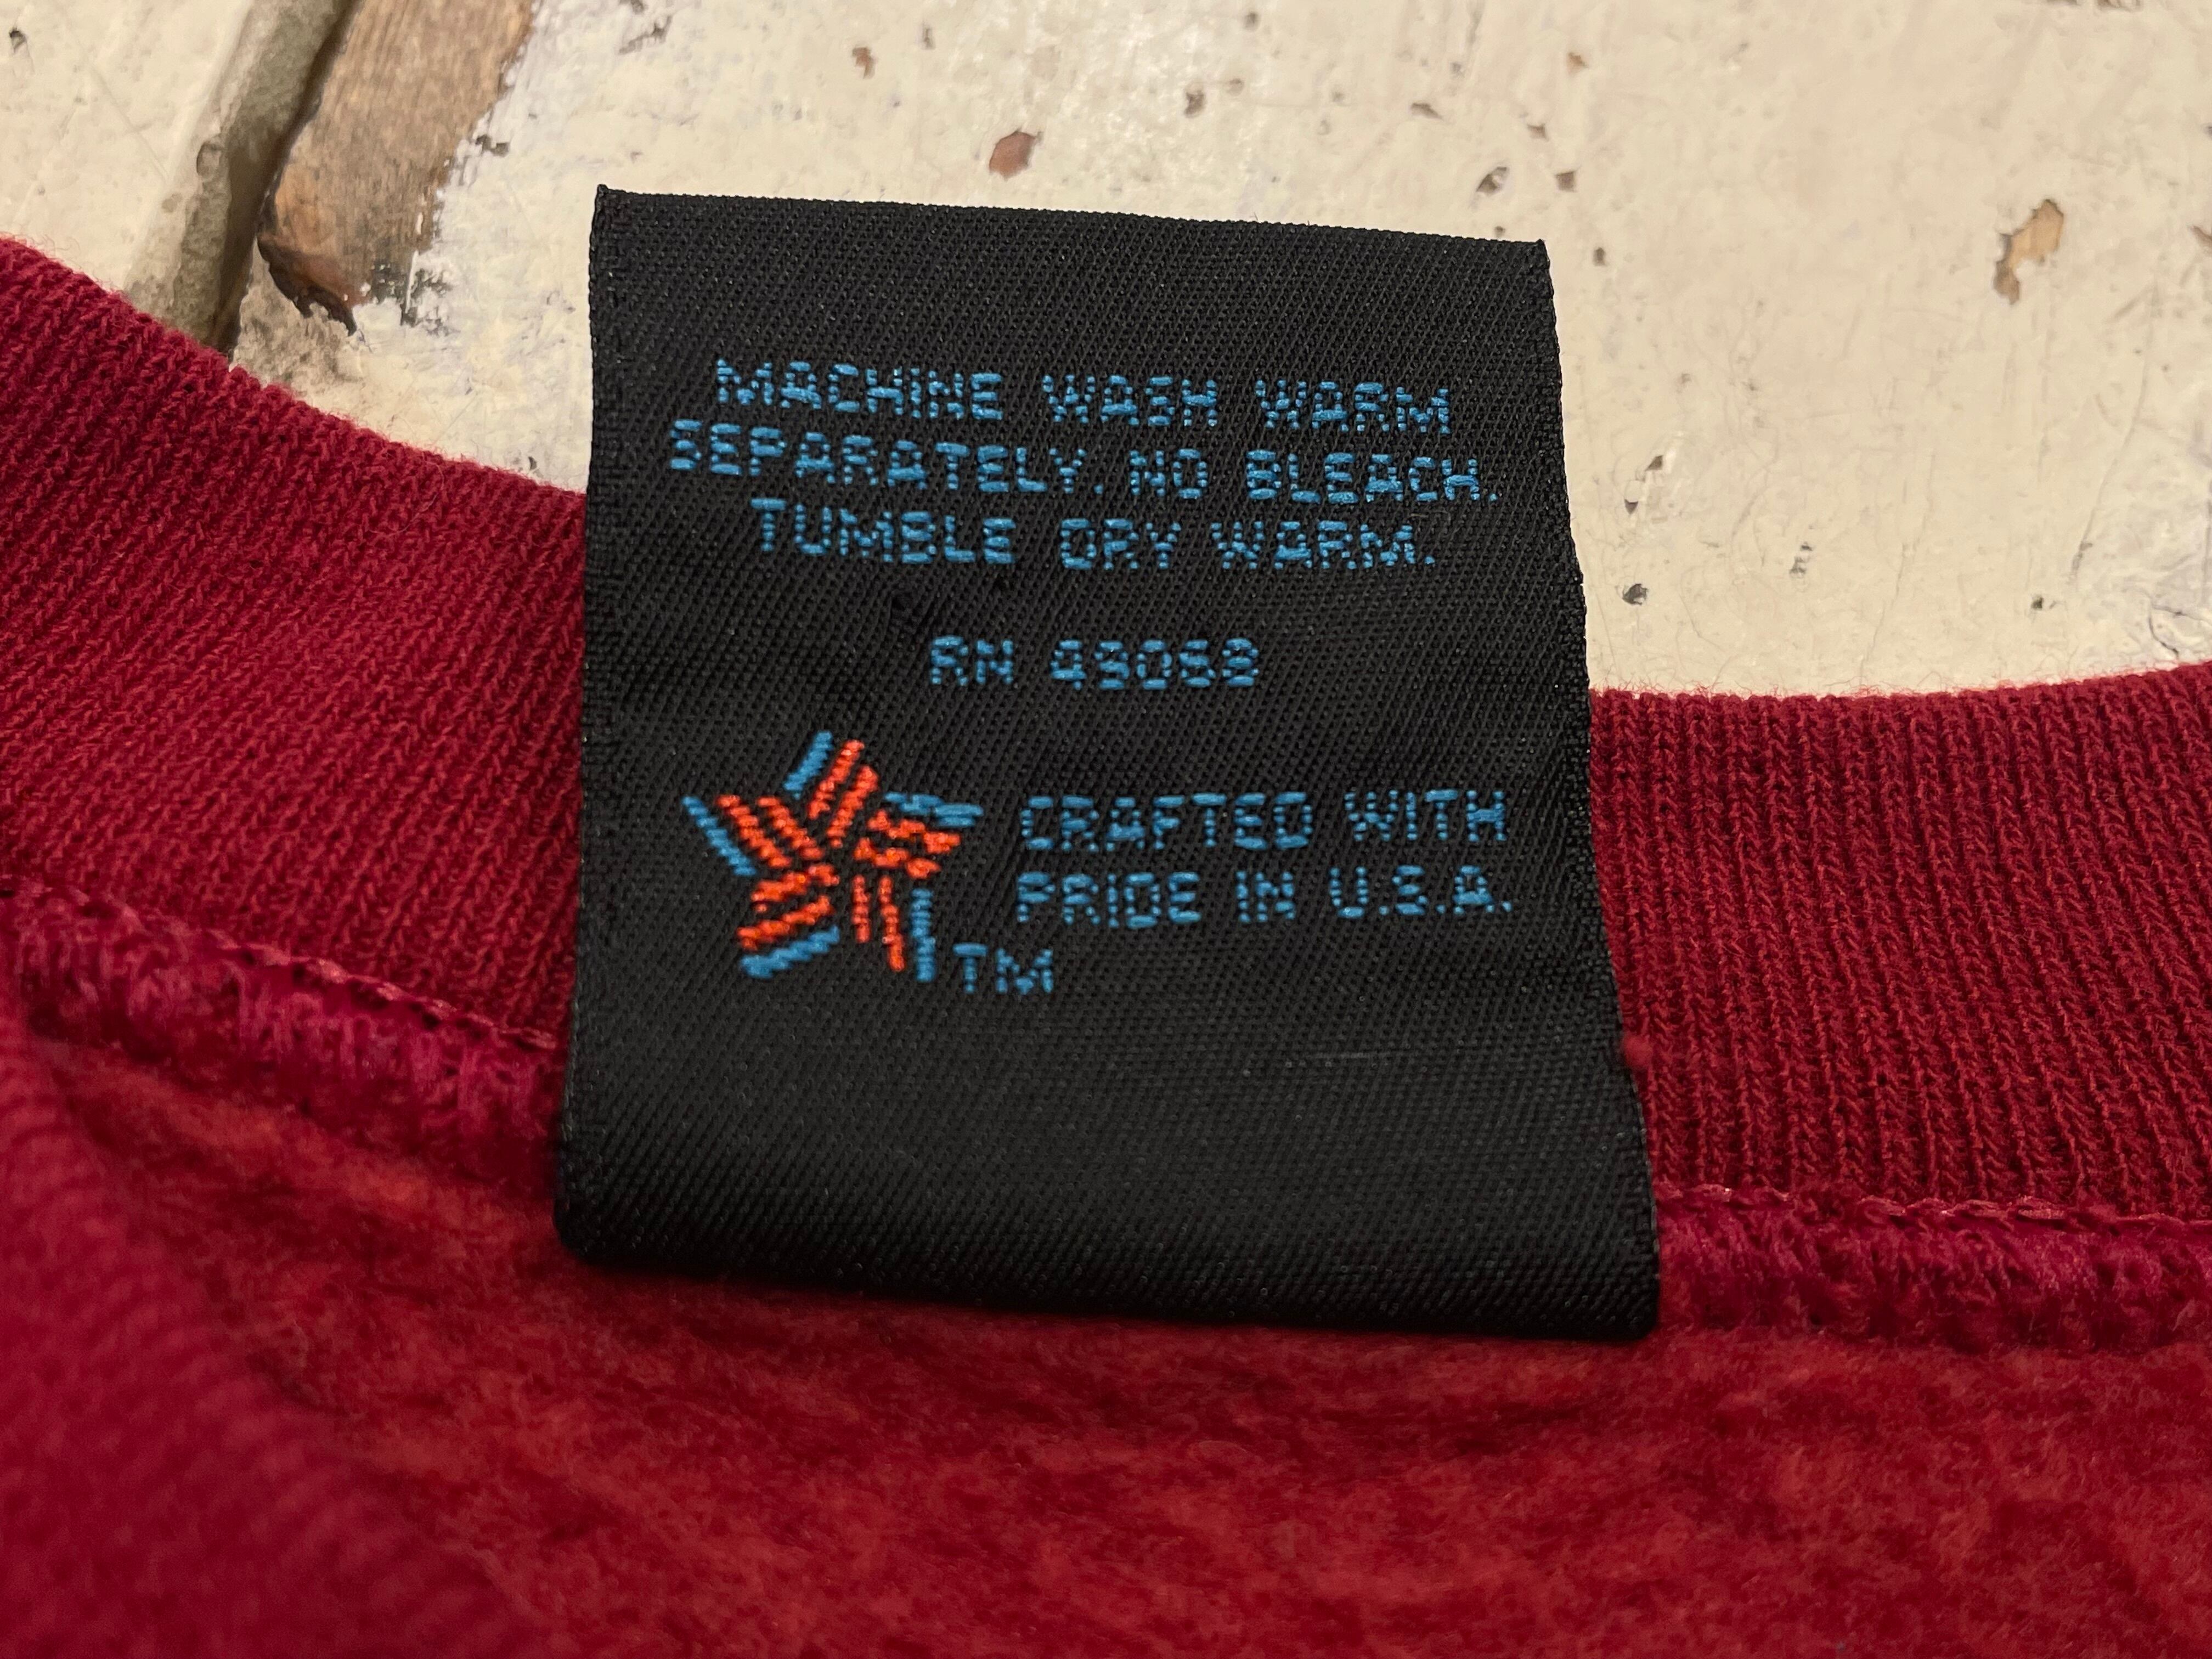 MACHINE WASH WARM
SEPARATELY. NO BLEACH.
TUMBLE DRY WARM.
RN 49068
CRAFTED WITH
PRIDE IN U.S.A.
TM